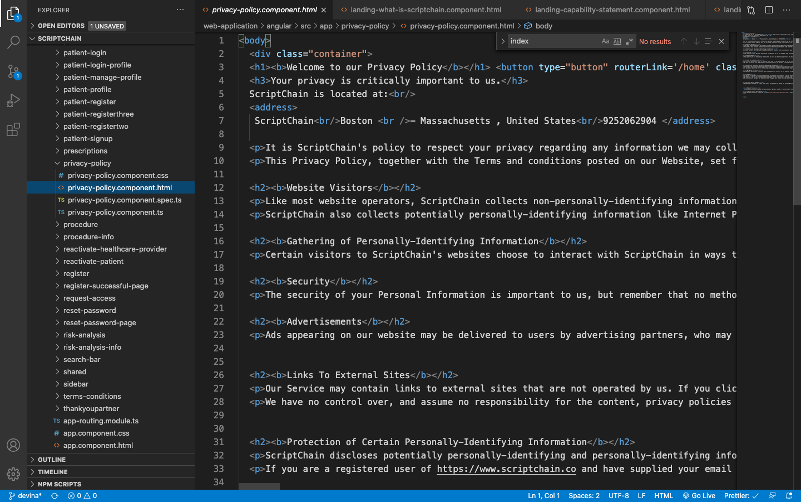 EXPLORER
OPEN EDITORS 1 UNSAVED
SCRIPTCHAIN
patient-login
patient-login-profile
patient-manage-profile
patient-profile
patient-register
patient-registerthree
patient-registertwo
patient-signup
prescriptions
privacy-policy
privacy-policy.component.css
privacy-policy.component.html
TS privacy-policy.component.spec.ts
TS privacy-policy.component.ts
procedure
procedure-info
reactivate-healthcare-provider
reactivate-patient
register
register-successful-page
request-access
reset-password
reset-password-page
risk-analysis
risk-analysis-info
search-bar
shared
sidebar
terms-conditions
thankyoupartner
TS app-routing.module.ts
# app.component.css
<> app.component.html
OUTLINE
TIMELINE
NPM SCRIPTS
privacy-policy.component.html
landing-what-is-scriptchain.component.html
landing-capability-statement.component.html
landi
web-application > angular > src > app > privacy-policy > privacy-policy.component.html > body
index
Aa
No results
1 <body>
2 <div class="container">
3 <h1><b>Welcome to our Privacy Policy</b></h1> <button type="button" routerLink='/home' clas
4 <h3>Your privacy is critically important to us.</h3>
5 ScriptChain is located at:<br/>
6 <address>
7 ScriptChain<br/>Boston <br />- Massachusetts , United States<br/>9252062904 </address>
8
9 <p>It is ScriptChain's policy to respect your privacy regarding any information we may coll
10 <p>This Privacy Policy, together with the Terms and conditions posted on our Website, set f
11
12 <h2><b>Website Visitors</b></h2>
13 <p>Like most website operators, ScriptChain collects non-personally-identifying information
14 <p>ScriptChain also collects potentially personally-identifying information like Internet P
15
16 <h2><b>Gathering of Personally-Identifying Information</b></h2>
17 <p>Certain visitors to ScriptChain's websites choose to interact with ScriptChain in ways t
18
19 <h2><b>Security</b></h2>
20 <p>The security of your Personal Information is important to us, but remember that no metho
21
22 <h2><b>Advertisements</b></h2>
23 <p>Ads appearing on our website may be delivered to users by advertising partners, who may
24
25
26 <h2><b>Links To External Sites</b></h2>
27 <p>Our Service may contain links to external sites that are not operated by us. If you clic
28 <p>We have no control over, and assume no responsibility for the content, privacy policies
29
30
31 <h2><b>Protection of Certain Personally-Identifying Information</b></h2>
32 <p>ScriptChain discloses potentially personally-identifying and personally-identifying info
33 <p>If you are a registered user of https://www.scriptchain.co and have supplied your email
34
devina*
0 0
Ln 1, Col 1
Spaces: 2
UTF-8
LF
HTML
Go Live
Prettier: ✓